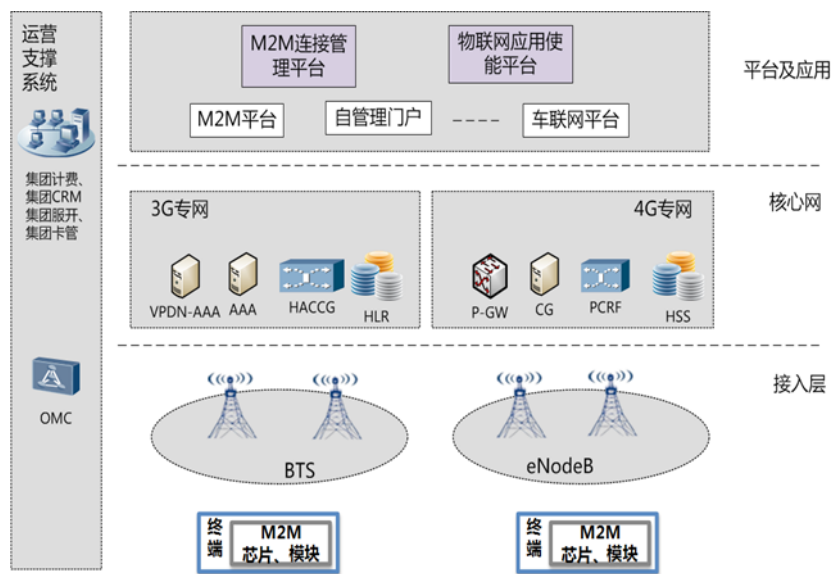 运营
支撑
系统
集团计费、
集团CRM
集团服开、
集团卡管
OMC
M2M连接管
理平台
物联网应用使
能平台
M2M平台
自管理门户
车联网平台
平台及应用
3G专网
VPDN-AAA
AAA
HACCG
HLR
4G专网
P-GW
CG
PCRF
HSS
核心网
BTS
eNodeB
接入层
终
端
M2M
芯片、模块
终
端
M2M
芯片、模块